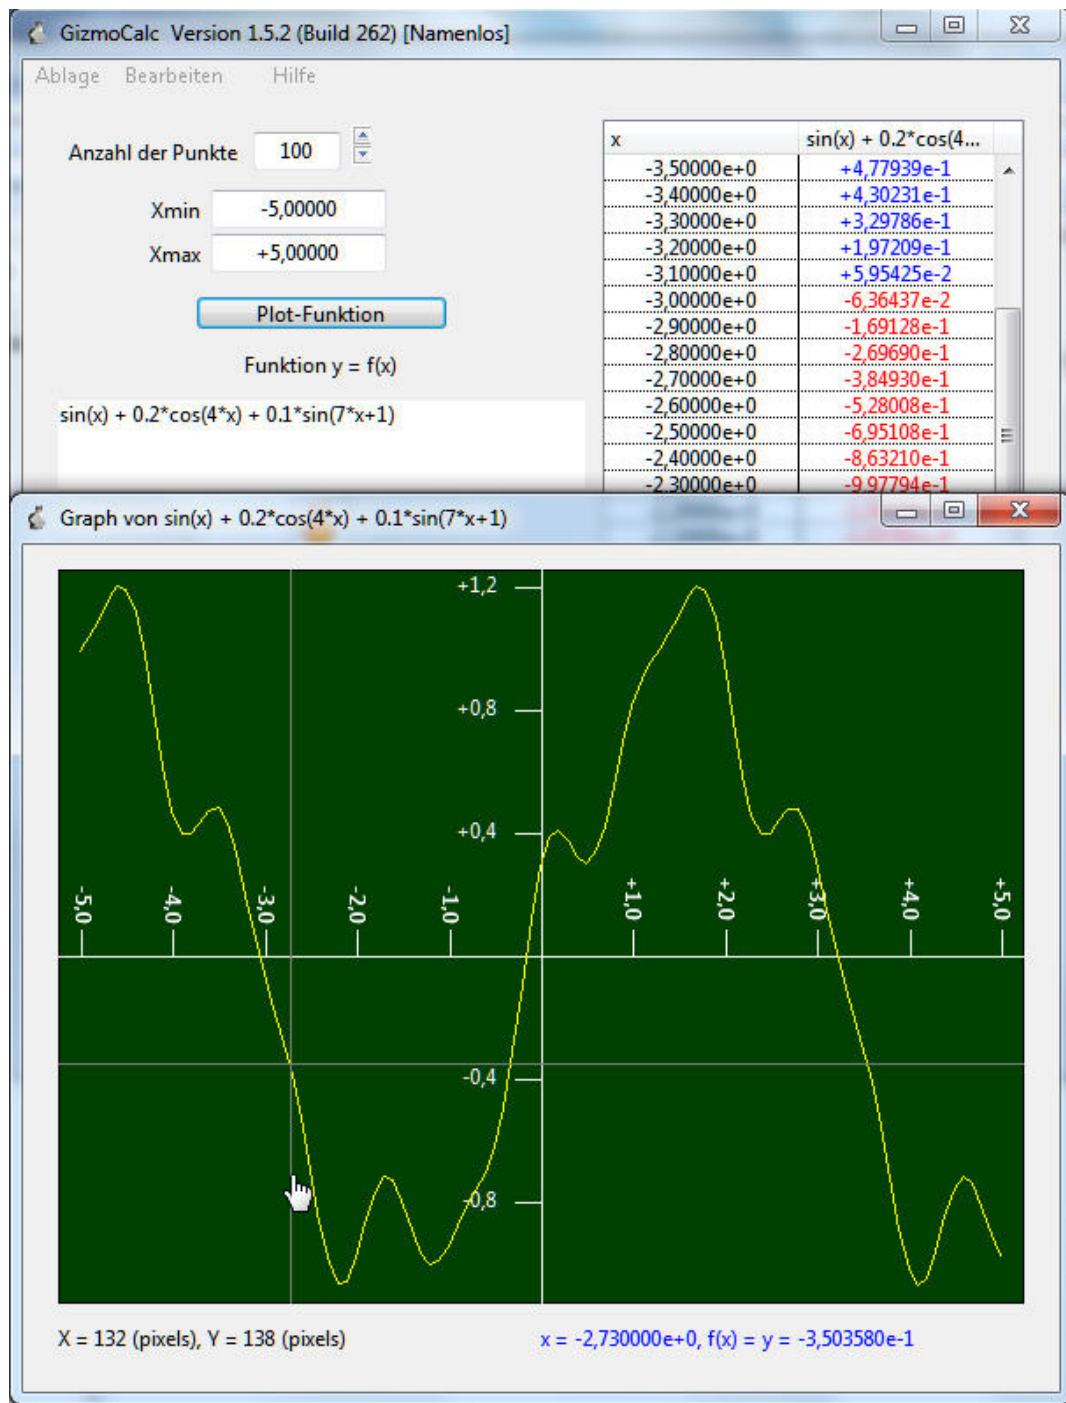 GizmoCalc Version 1.5.2 (Build 262) [Namenlos]
Ablage Bearbeiten Hilfe
Anzahl der Punkte 100
Xmin -5,00000
Xmax +5,00000
Plot-Funktion
Funktion y = f(x)
sin(x) + 0.2*cos(4*x) + 0.1*sin(7*x+1)
x sin(x) + 0.2*cos(4...
-3,50000e+0 +4,77939e-1
-3,40000e+0 +4,30231e-1
-3,30000e+0 +3,29786e-1
-3,20000e+0 +1,97209e-1
-3,10000e+0 +5,95425e-2
-3,00000e+0 -6,36437e-2
-2,90000e+0 -1,69128e-1
-2,80000e+0 -2,69690e-1
-2,70000e+0 -3,84930e-1
-2,60000e+0 -5,28008e-1
-2,50000e+0 -6,95108e-1
-2,40000e+0 -8,63210e-1
-2,30000e+0 -9,97794e-1
Graph von sin(x) + 0.2*cos(4*x) + 0.1*sin(7*x+1)
+1,2
+0,8
+0,4
-5,0 -4,0 -3,0 -2,0 -1,0 +1,0 +2,0 +3,0 +4,0 +5,0
-0,4
-0,8
X = 132 (pixels), Y = 138 (pixels)
x = -2,730000e+0, f(x) = y = -3,503580e-1